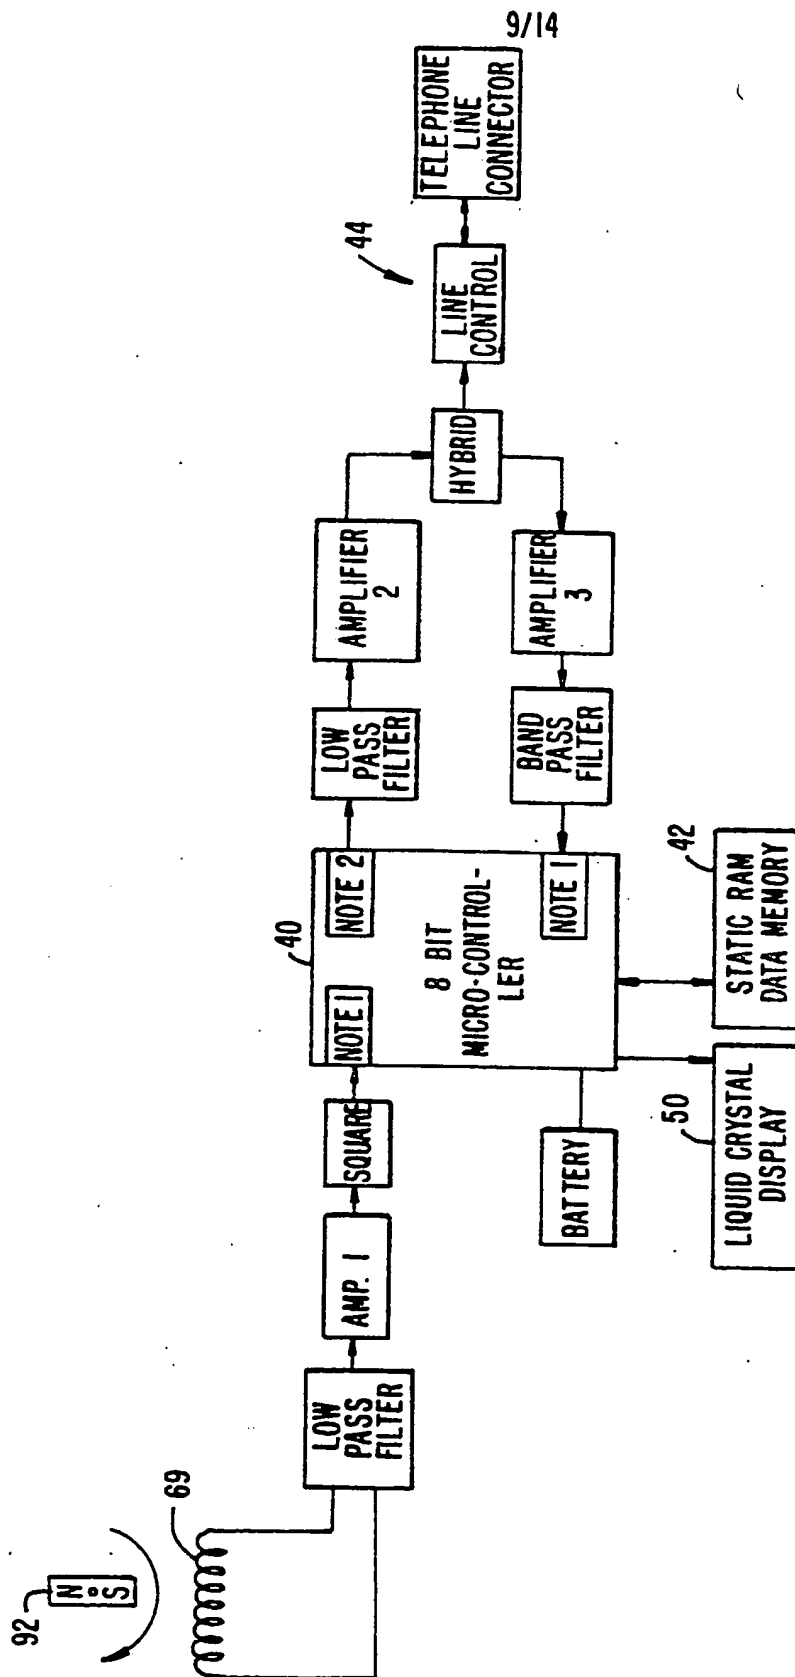 9/14
92
N
S
69
LOW
PASS
FILTER
AMP. 1
SQUARE
40
NOTE 1
NOTE 2
8 BIT
MICRO-CONTROL-
LER
NOTE 1
BATTERY
50
LIQUID CRYSTAL
DISPLAY
42
STATIC RAM
DATA MEMORY
LOW
PASS
FILTER
AMPLIFIER
2
HYBRID
AMPLIFIER
3
BAND
PASS
FILTER
44
LINE
CONTROL
TELEPHONE
LINE
CONNECTOR